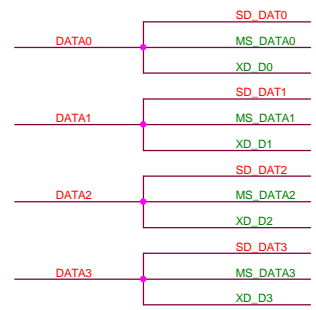 SD_DAT0
DATA0 MS_DATA0
XD_D0
SD_DAT1
DATA1 MS_DATA1
XD_D1
SD_DAT2
DATA2 MS_DATA2
XD_D2
SD_DAT3
DATA3 MS_DATA3
XD_D3